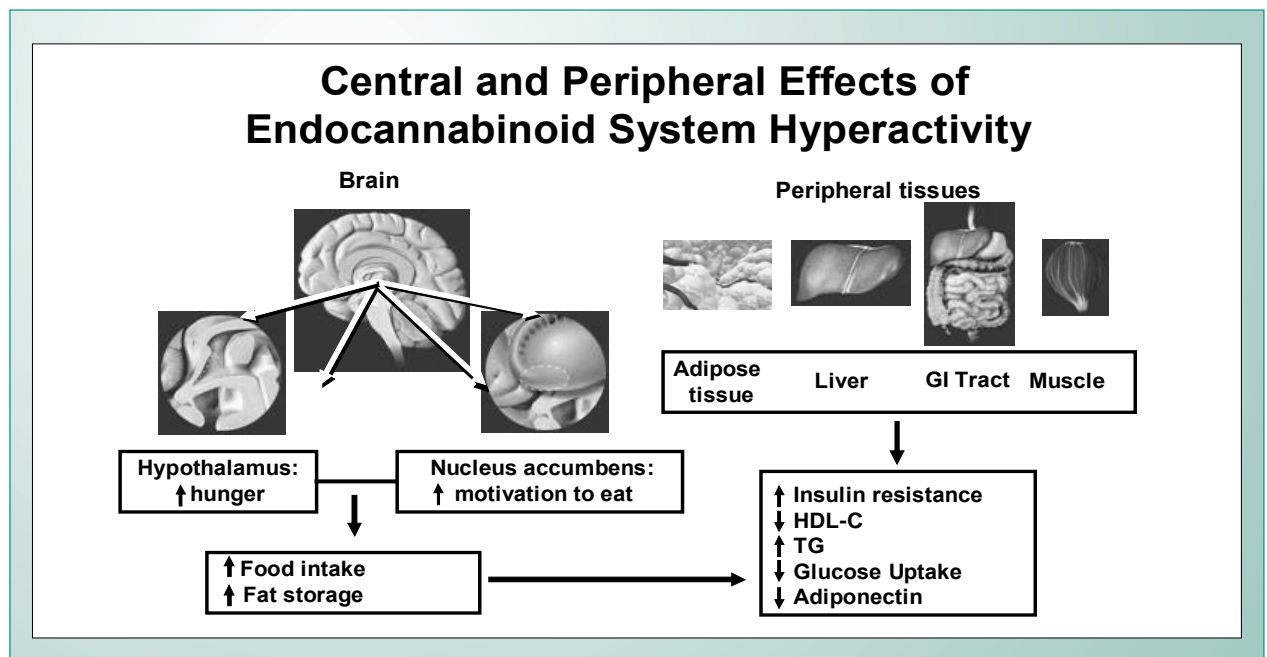 Central and Peripheral Effects of
Endocannabinoid System Hyperactivity
Brain
Peripheral tissues
Adipose
tissue
Liver
GI Tract
Muscle
Hypothalamus:
↑ hunger
Nucleus accumbens:
↑ motivation to eat
↑ Food intake
↑ Fat storage
↑ Insulin resistance
↓ HDL-C
↑ TG
↓ Glucose Uptake
↓ Adiponectin